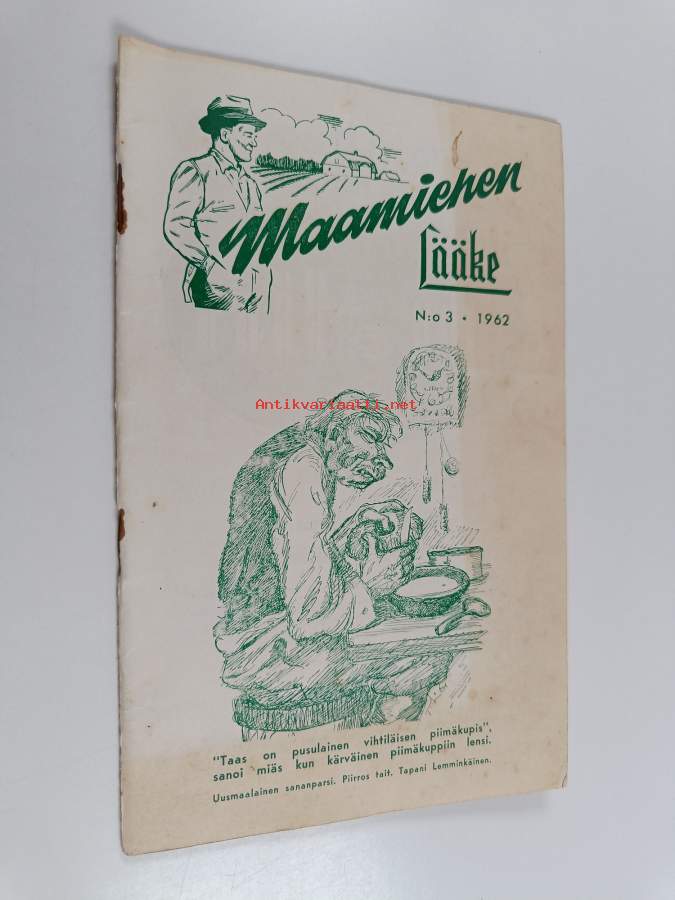 Maamiehen
Lääke
N:o 3 • 1962
Antikvariaatti.net
"Taas on pusulainen vihtiläisen piimäkupis",
sanoi miäs kun kärväinen piimäkuppiin lensi.
Uusmaalainen sananparsi. Piirros tait. Tapani Lemminkäinen.